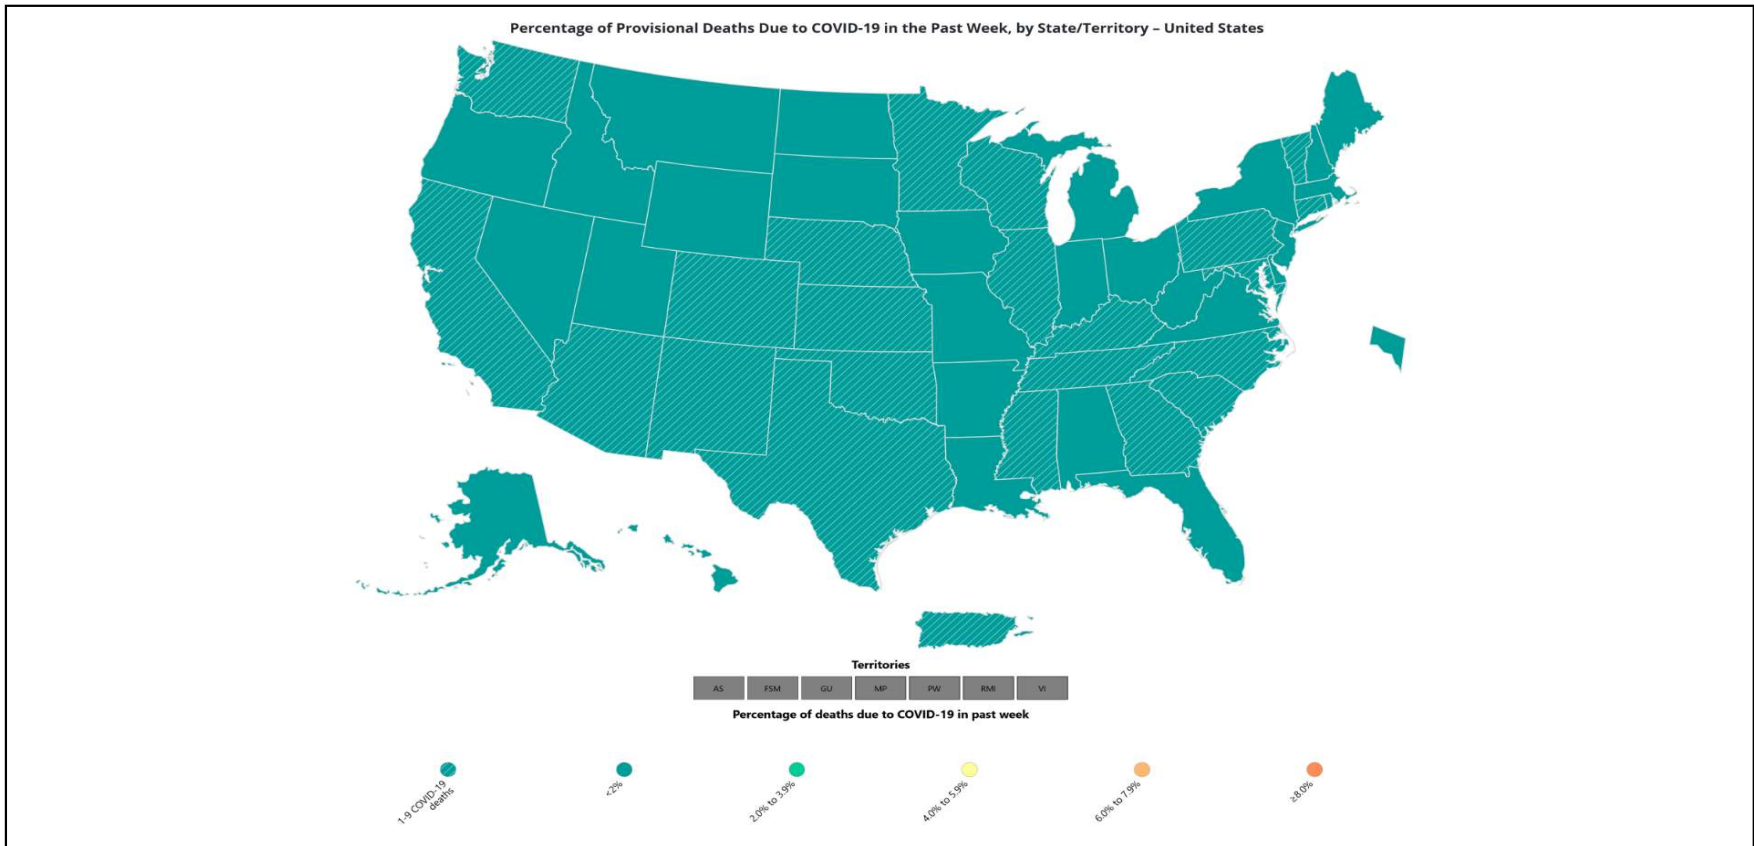 Percentage of Provisional Deaths Due to COVID-19 in the Past Week, by State/Territory – United States
Territories
AS
FSM
GU
MP
PW
RMI
VI
Percentage of deaths due to COVID-19 in past week
1-9 COVID-19
deaths
<2%
2.0% to 3.9%
4.0% to 5.9%
6.0% to 7.9%
≥8.0%